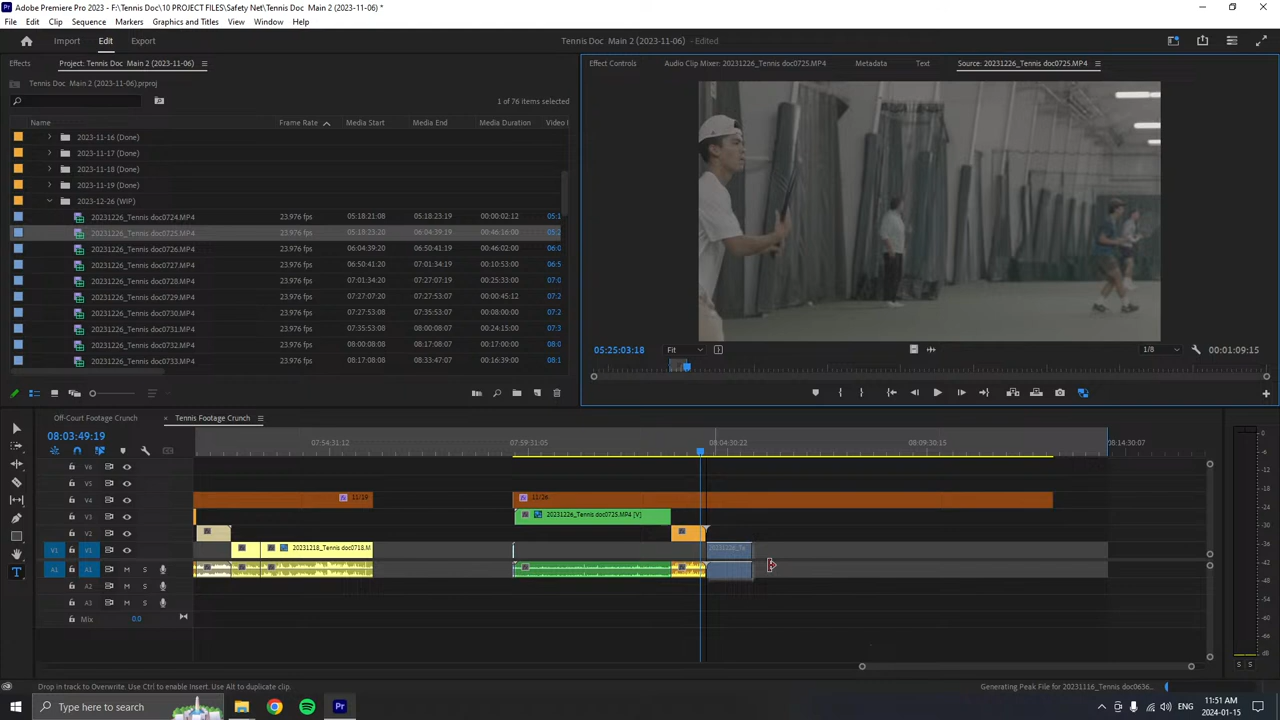 Adobe Premiere Pro 2023 - F:\Tennis Doc\10 PROJECT FILES\Safety Net\Tennis Doc  Main 2 (2023-11-06) *
File Edit Clip Sequence Markers Graphics and Titles View Window Help
Import Edit Export
Tennis Doc  Main 2 (2023-11-06) - Edited
Effects Project: Tennis Doc  Main 2 (2023-11-06)
Effect Controls Audio Clip Mixer: 20231226_Tennis doc0725.MP4 Metadata Text Source: 20231226_Tennis doc0725.MP4
Tennis Doc  Main 2 (2023-11-06).prproj
1 of 76 items selected
Name Frame Rate Media Start Media End Media Duration Video I
2023-11-16 (Done)
2023-11-17 (Done)
2023-11-18 (Done)
2023-11-19 (Done)
2023-12-26 (WIP)
20231226_Tennis doc0724.MP4 23.976 fps 05:18:21:08 05:18:23:19 00:00:02:12 05:1
20231226_Tennis doc0725.MP4 23.976 fps 05:18:23:20 06:04:39:19 00:46:16:00 05:2
20231226_Tennis doc0726.MP4 23.976 fps 06:04:39:20 06:50:41:19 00:46:02:00 06:0
20231226_Tennis doc0727.MP4 23.976 fps 06:50:41:20 07:01:34:19 00:10:53:00 06:5
20231226_Tennis doc0728.MP4 23.976 fps 07:01:34:20 07:27:07:19 00:25:33:00 07:0
20231226_Tennis doc0729.MP4 23.976 fps 07:27:07:20 07:27:53:07 00:00:45:12 07:2
20231226_Tennis doc0730.MP4 23.976 fps 07:27:53:08 07:35:53:07 00:08:00:00 07:2
20231226_Tennis doc0731.MP4 23.976 fps 07:35:53:08 08:00:08:07 00:24:15:00 07:3
20231226_Tennis doc0732.MP4 23.976 fps 08:00:08:08 08:17:08:07 00:17:00:00 08:0
20231226_Tennis doc0733.MP4 23.976 fps 08:17:08:08 08:33:47:07 00:16:39:00 08:1
05:25:03:18 Fit 1/8 00:01:09:15
Off-Court Footage Crunch × Tennis Footage Crunch
08:03:49:19
07:54:31:12 07:59:31:05 08:04:30:22 08:09:30:15 08:14:30:07
V6
V5
V4 11/19 11/26
V3 20231226_Tennis doc0725.MP4 [V]
V2
V1 V1 20231218_Tennis doc0718.M 20231226_Te
A1 A1 M S
A2 M S
A3 M S
Mix 0.0
0
S S
Drop in track to Overwrite. Use Ctrl to enable Insert. Use Alt to duplicate clip.
Generating Peak File for 20231116_Tennis doc0636.
Type here to search
ENG
11:51 AM
2024-01-15